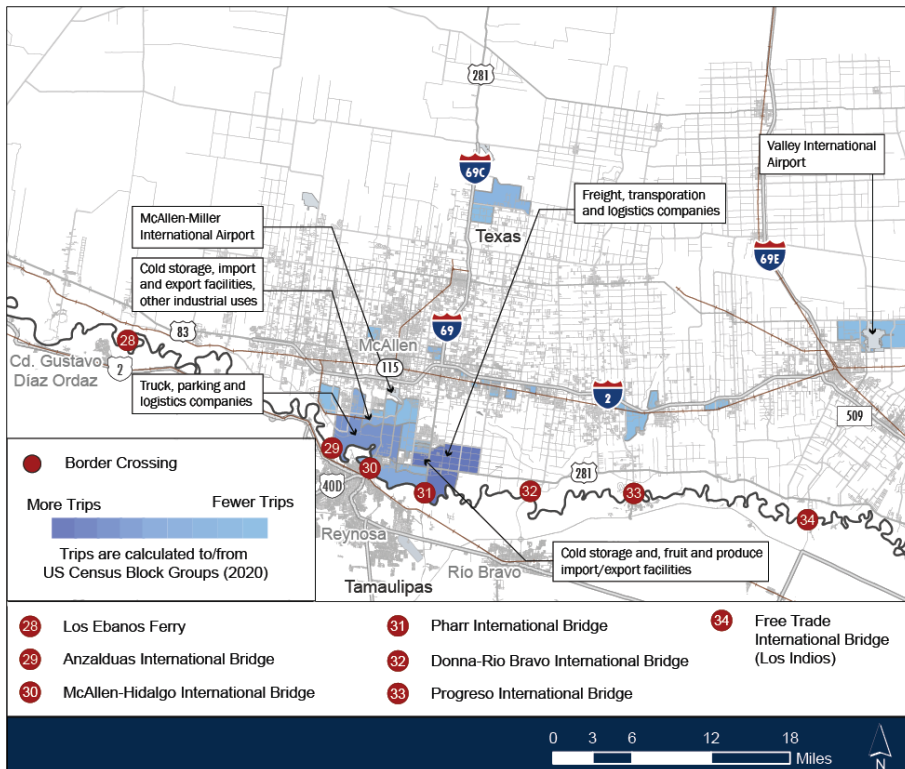 281
Valley International
Airport
69C
Freight, transporation
and logistics companies
McAllen-Miller
International Airport
Texas
69E
Cold storage, import
and export facilities,
other industrial uses
83
69
28
McAllen
Cd. Gustavo
Díaz Ordaz
2
115
Truck, parking and
logistics companies
2
509
29
30
281
Border Crossing
40D
31
32
33
34
More Trips
Fewer Trips
Reynosa
Trips are calculated to/from
US Census Block Groups (2020)
Río Bravo
Cold storage and, fruit and produce
import/export facilities
Tamaulipas
28 Los Ebanos Ferry
29 Anzalduas International Bridge
30 McAllen-Hidalgo International Bridge
31 Pharr International Bridge
32 Donna-Rio Bravo International Bridge
33 Progreso International Bridge
34 Free Trade
International Bridge
(Los Indios)
0 3 6 12 18
Miles
N